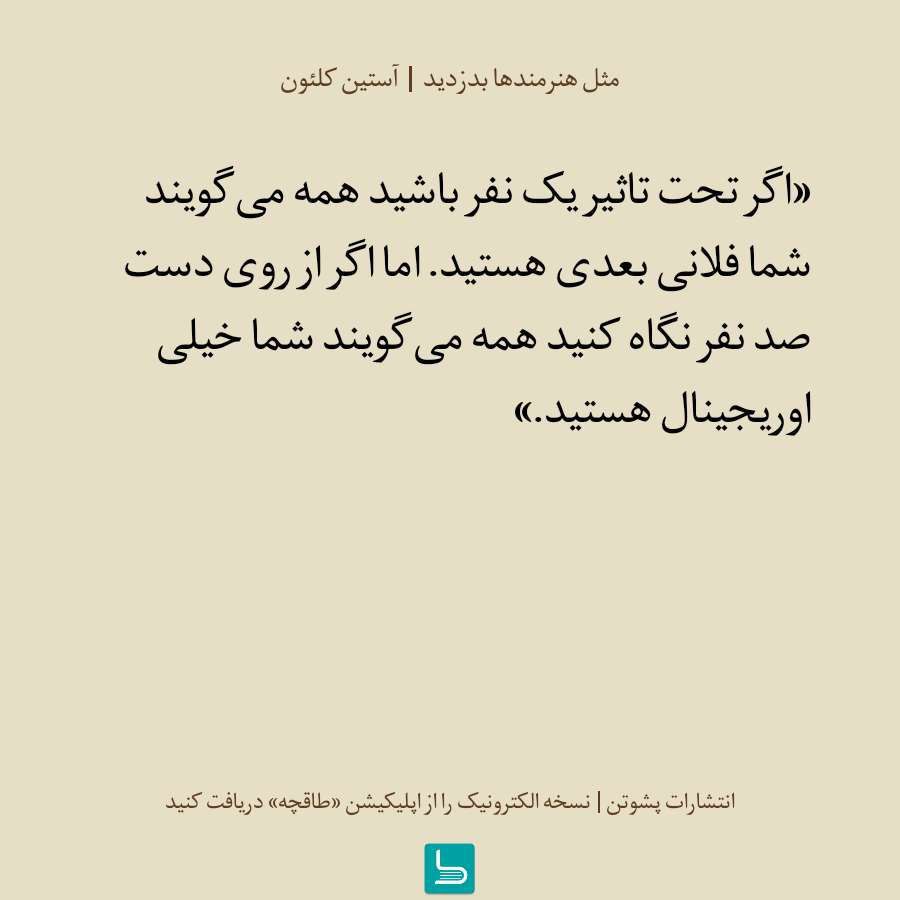 مثل هنرمندها بدزدید | آستین کلئون
«اگر تحت تاثیر یک نفر باشید همه می‌گویند
شما فلانی بعدی هستید. اما اگر از روی دست
صد نفر نگاه کنید همه می‌گویند شما خیلی
اوریجینال هستید.»
انتشارات پشوتن | نسخه الکترونیک را از اپلیکیشن «طاقچه» دریافت کنید